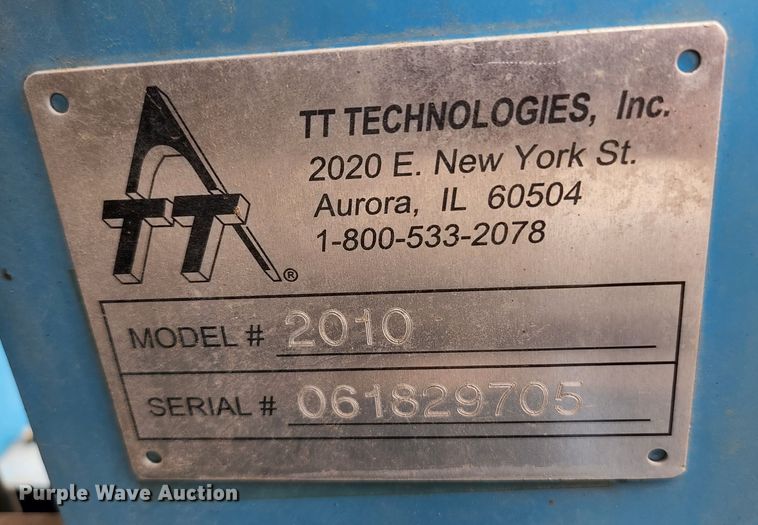 TT
®
TT TECHNOLOGIES, Inc.
2020 E. New York St.
Aurora, IL 60504
1-800-533-2078
MODEL # 2010
SERIAL # 061829705
Purple Wave Auction